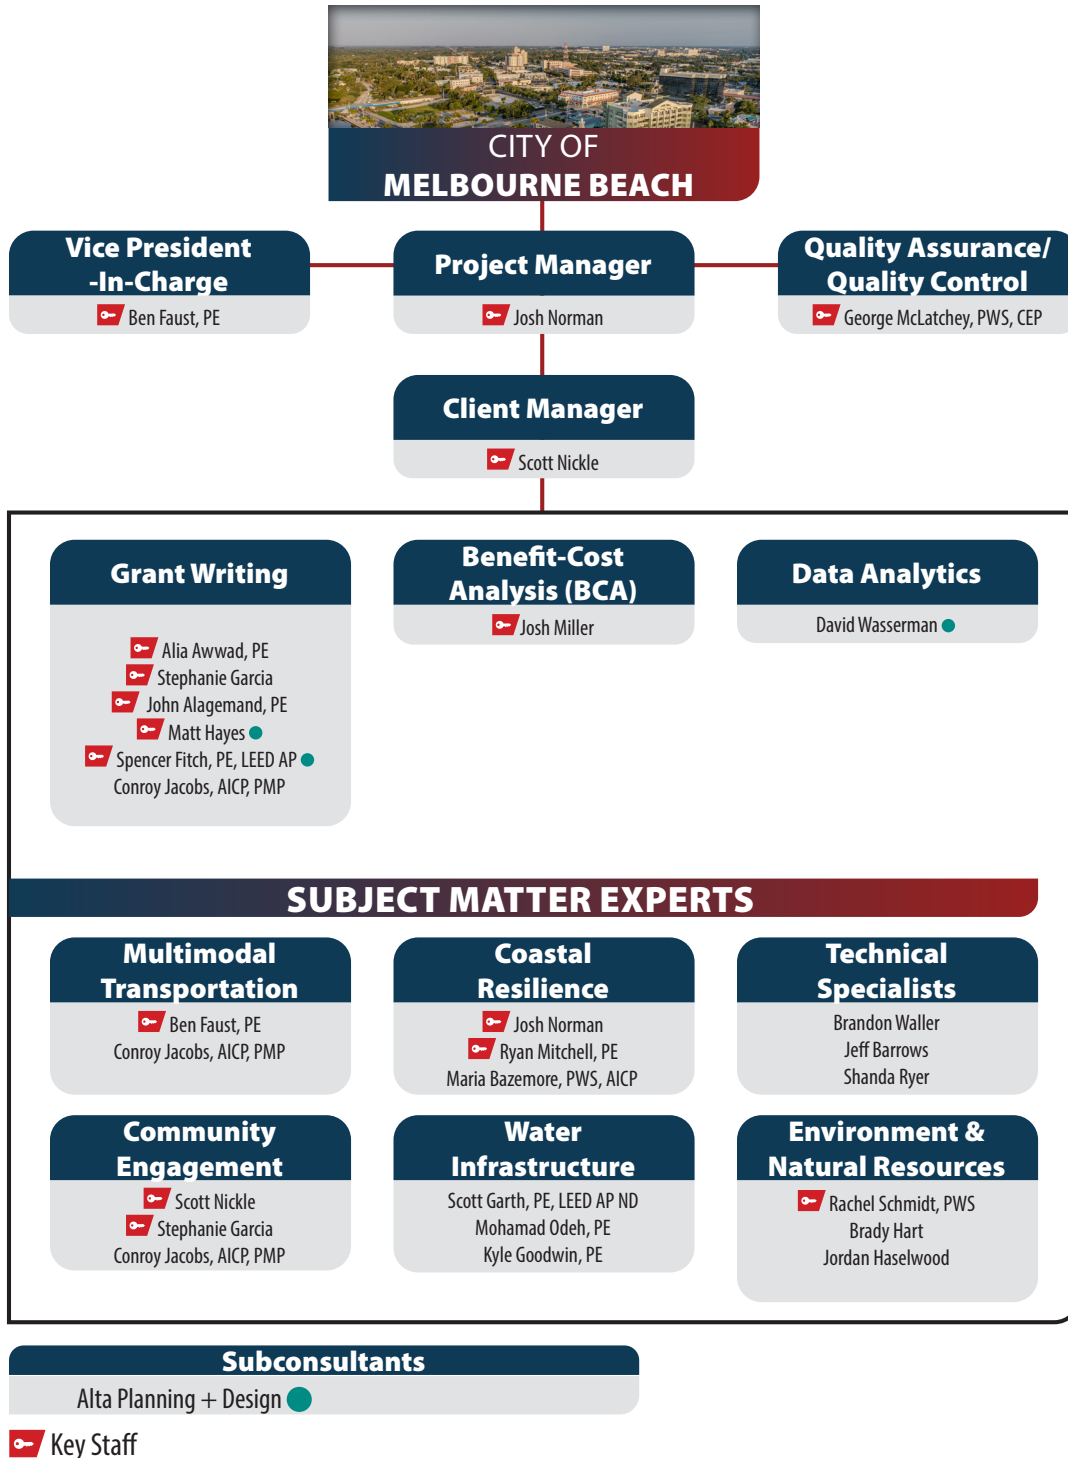 CITY OF
MELBOURNE BEACH
Vice President
-In-Charge
Ben Faust, PE
Project Manager
Josh Norman
Quality Assurance/
Quality Control
George McLatchey, PWS, CEP
Client Manager
Scott Nickle
Grant Writing
Alia Awwad, PE
Stephanie Garcia
John Alagemand, PE
Matt Hayes
Spencer Fitch, PE, LEED AP
Conroy Jacobs, AICP, PMP
Benefit-Cost
Analysis (BCA)
Josh Miller
Data Analytics
David Wasserman
SUBJECT MATTER EXPERTS
Multimodal
Transportation
Ben Faust, PE
Conroy Jacobs, AICP, PMP
Coastal
Resilience
Josh Norman
Ryan Mitchell, PE
Maria Bazemore, PWS, AICP
Technical
Specialists
Brandon Waller
Jeff Barrows
Shanda Ryer
Community
Engagement
Scott Nickle
Stephanie Garcia
Conroy Jacobs, AICP, PMP
Water
Infrastructure
Scott Garth, PE, LEED AP ND
Mohamad Odeh, PE
Kyle Goodwin, PE
Environment &
Natural Resources
Rachel Schmidt, PWS
Brady Hart
Jordan Haselwood
Subconsultants
Alta Planning + Design
Key Staff